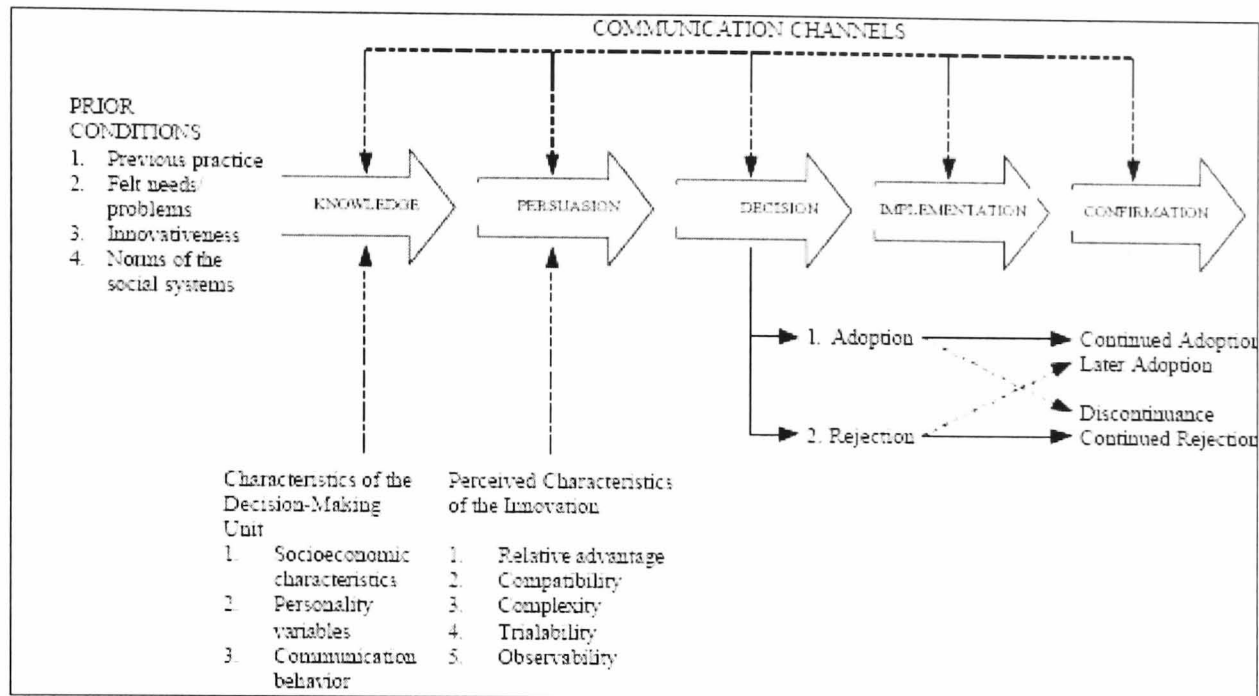 COMMUNICATION CHANNELS
PRIOR
CONDITIONS
1. Previous practice
2. Felt needs/
problems
3. Innovativeness
4. Norms of the
social systems
KNOWLEDGE
PERSUASION
DECISION
IMPLEMENTATION
CONFIRMATION
1. Adoption
2. Rejection
Continued Adoption
Later Adoption
Discontinuance
Continued Rejection
Characteristics of the
Decision-Making
Unit
1. Socioeconomic
characteristics
2. Personality
variables
3. Communication
behavior
Perceived Characteristics
of the Innovation
1. Relative advantage
2. Compatibility
3. Complexity
4. Trialability
5. Observability